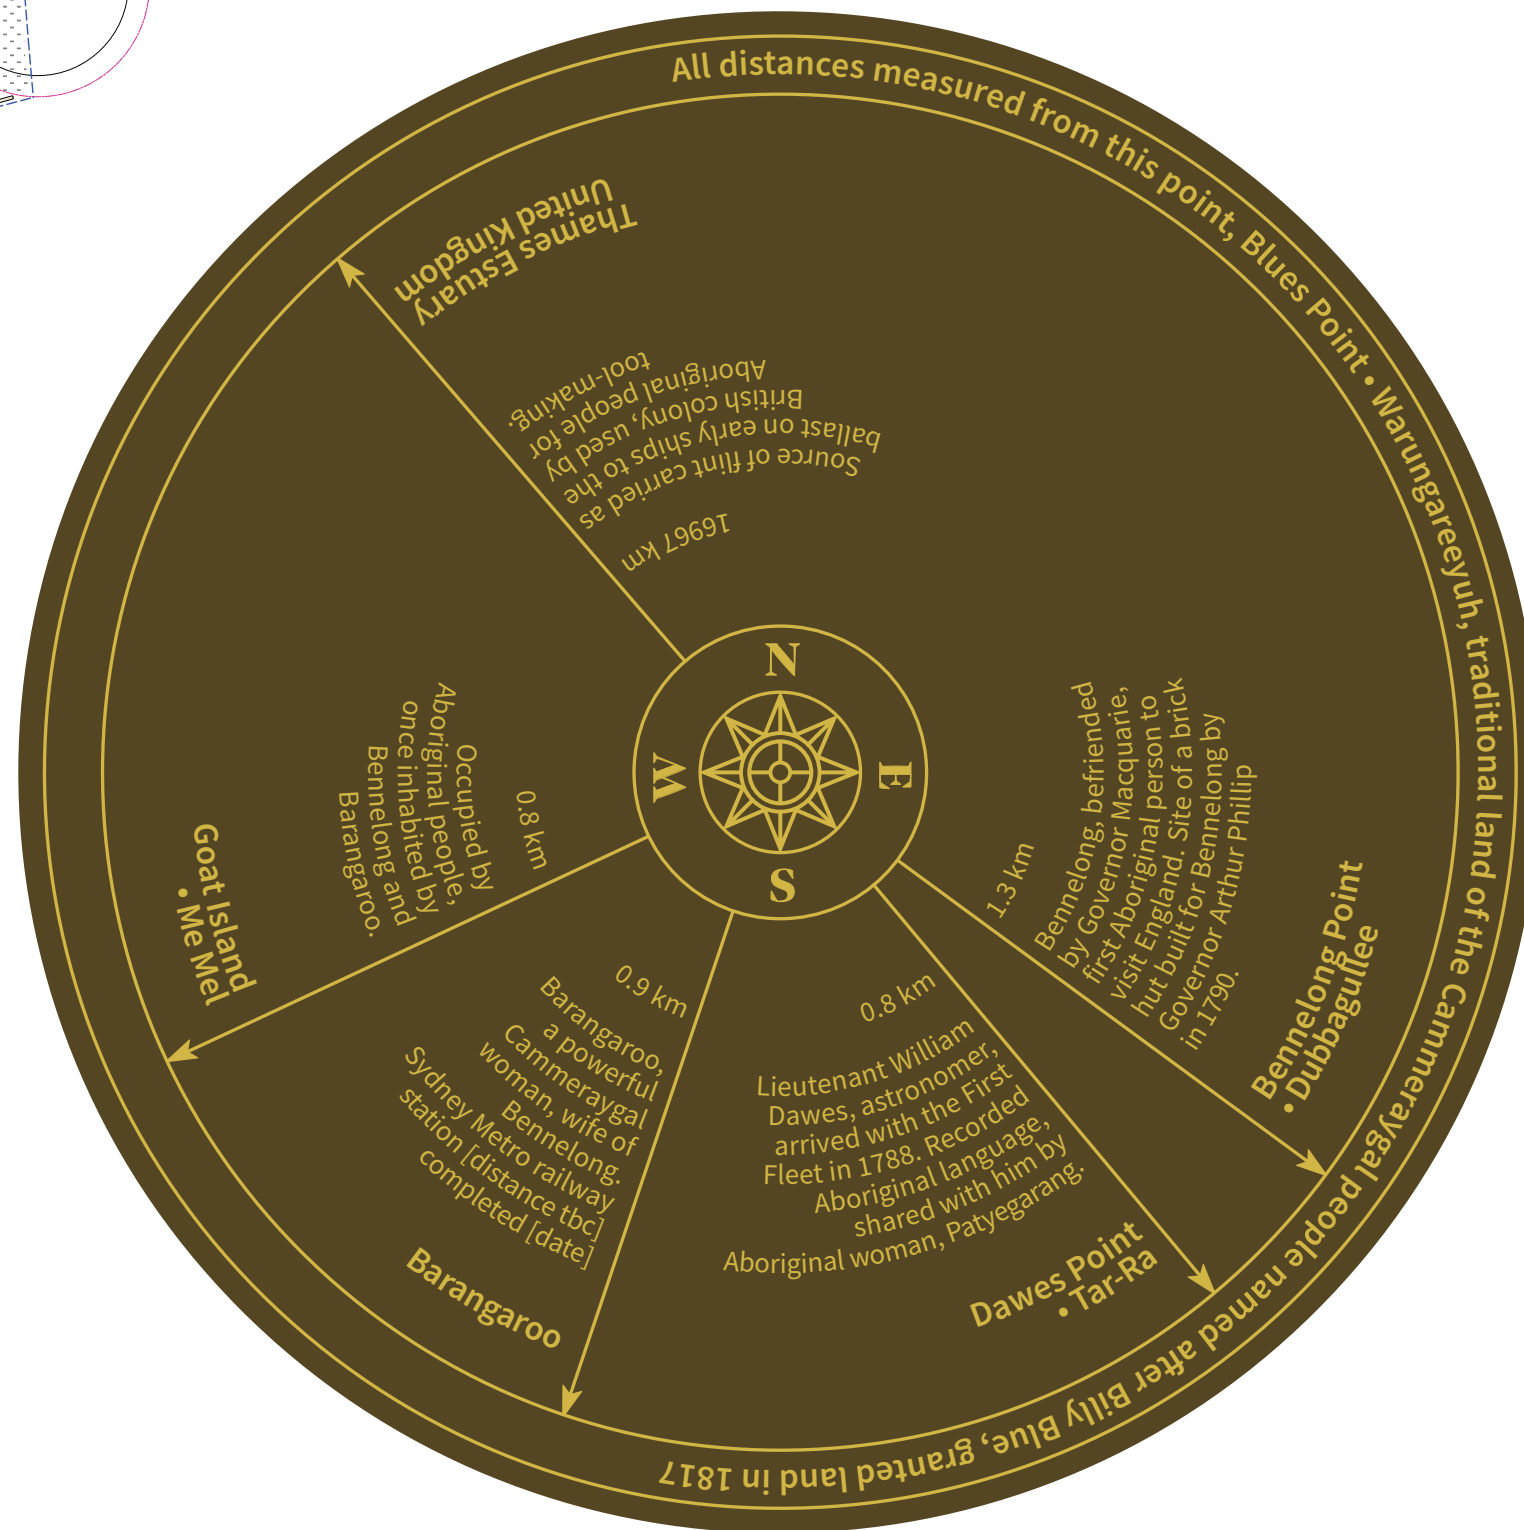 All distances measured from this point, Blues Point • Warungareeyuh, traditional land of the Cammeraygal people named after Billy Blue, granted land in 1817
Thames Estuary
United Kingdom
16967 km
Source of flint carried as
ballast on early ships to the
British colony, used by
Aboriginal people for
tool-making.
N
E
S
W
1.3 km
Bennelong, befriended
by Governor Macquarie,
first Aboriginal person to
visit England. Site of a brick
hut built for Bennelong by
Governor Arthur Phillip
in 1790.
Bennelong Point
• Dubbagullee
0.8 km
Lieutenant William
Dawes, astronomer,
arrived with the First
Fleet in 1788. Recorded
Aboriginal language,
shared with him by
Aboriginal woman, Patyegarang.
Dawes Point
• Tar-Ra
0.9 km
Barangaroo,
a powerful
Cammeraygal
woman, wife of
Bennelong.
Sydney Metro railway
station [distance tbc]
completed [date]
Barangaroo
0.8 km
Occupied by
Aboriginal people,
once inhabited by
Bennelong and
Barangaroo.
Goat Island
• Me Mel